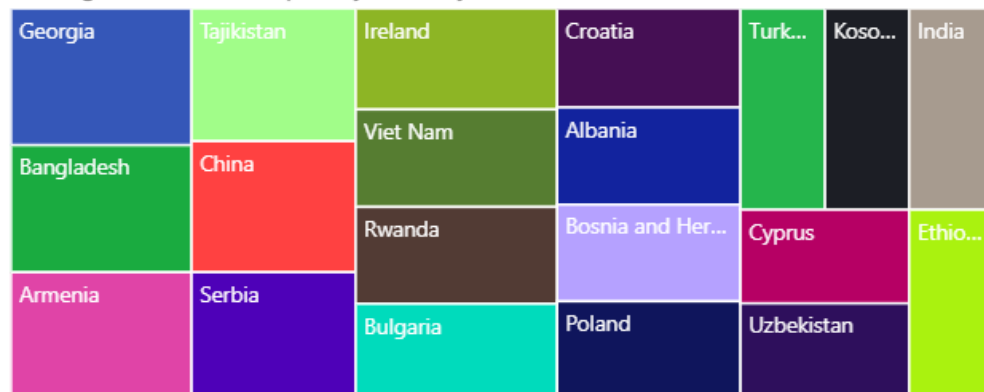 Georgia
Tajikistan
Ireland
Croatia
Turk...
Koso...
India
Viet Nam
Albania
Bangladesh
China
Rwanda
Bosnia and Her...
Cyprus
Ethio...
Armenia
Serbia
Bulgaria
Poland
Uzbekistan